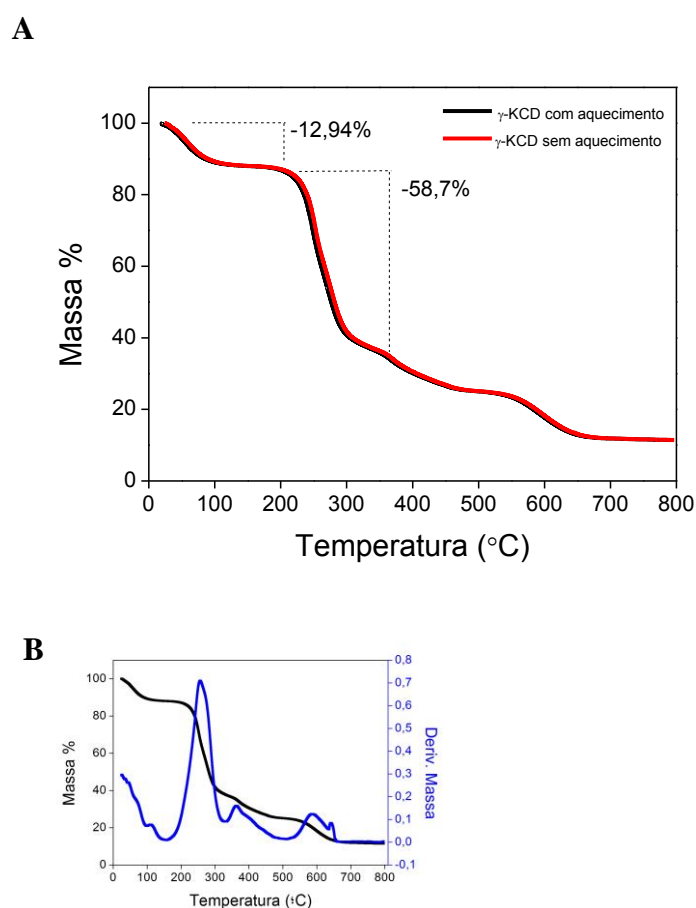 A
γ-KCD com aquecimento
γ-KCD sem aquecimento
-12,94%
-58,7%
Massa %
100
80
60
40
20
0
0 100 200 300 400 500 600 700 800
Temperatura (°C)
B
Massa %
100
80
60
40
20
0
0,8
0,7
0,6
0,5
0,4
0,3
0,2
0,1
0,0
-0,1
Deriv. Massa
0 100 200 300 400 500 600 700 800
Temperatura (°C)